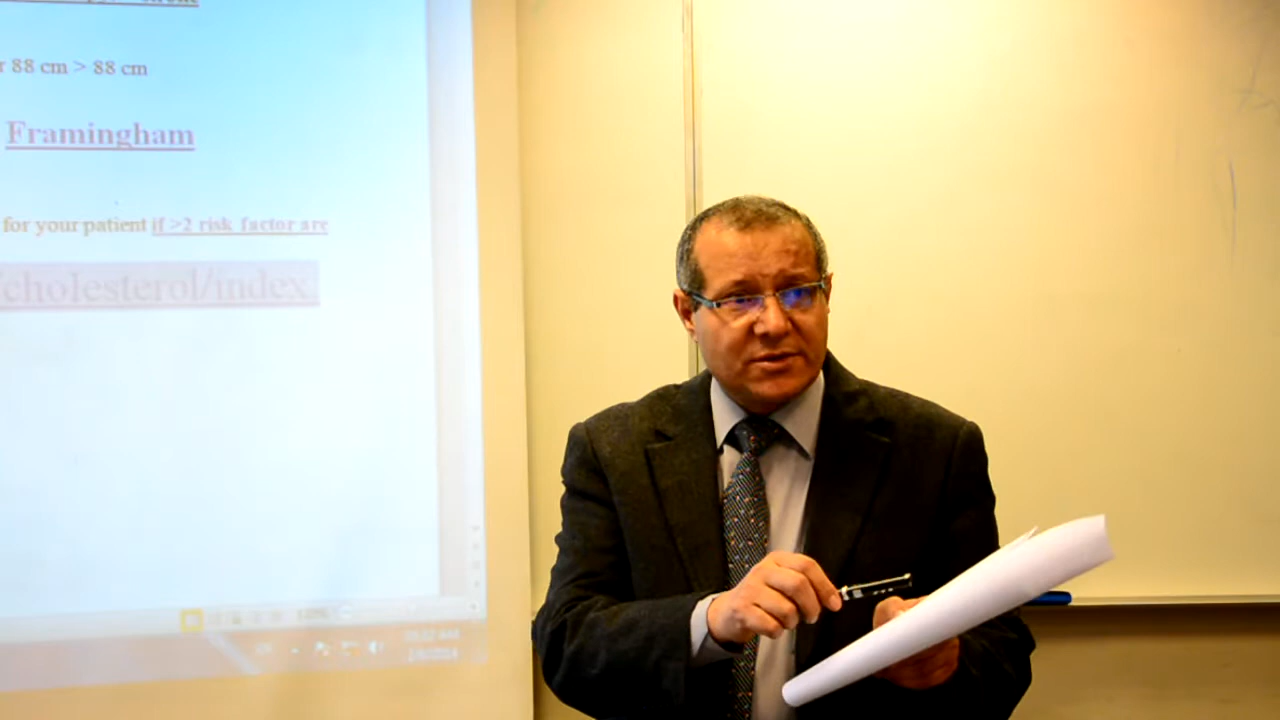 88 cm > 88 cm
Framingham
for your patient if >2 risk factor are
/cholesterol/index